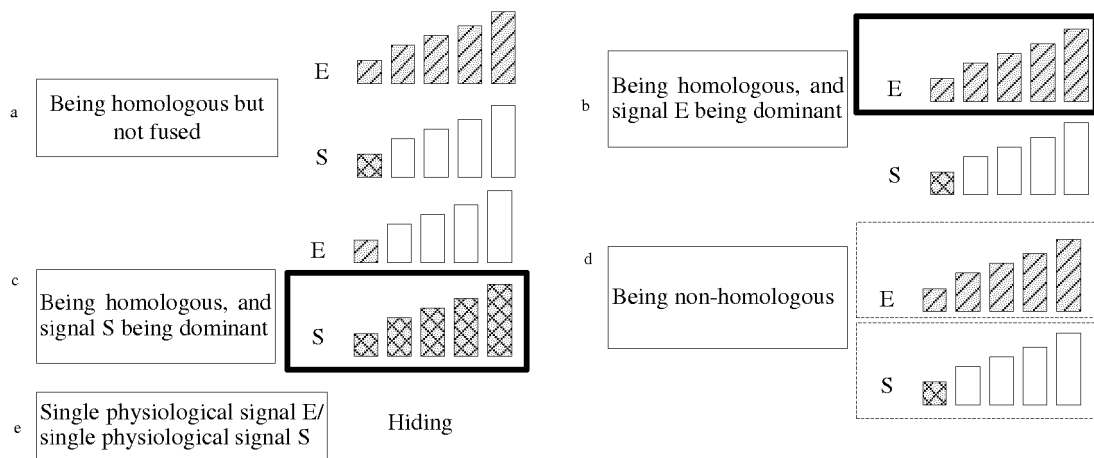 a
Being homologous but
not fused
E
S
b
Being homologous, and
signal E being dominant
E
S
c
Being homologous, and
signal S being dominant
E
S
d
Being non-homologous
E
S
e
Single physiological signal E/
single physiological signal S
Hiding